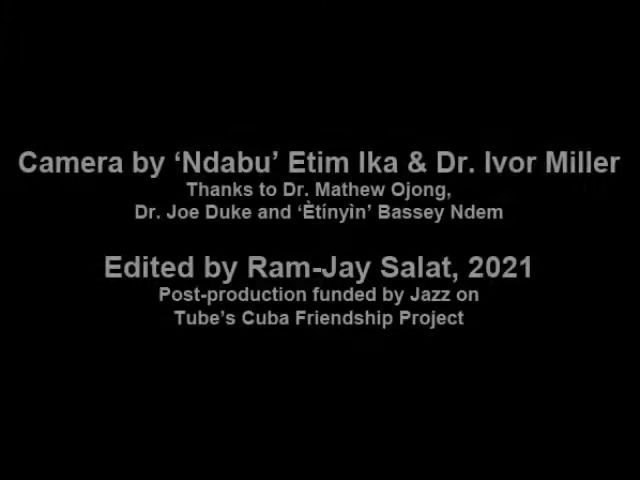 Camera by ‘Ndabu’ Etim Ika & Dr. Ivor Miller
Thanks to Dr. Mathew Ojong,
Dr. Joe Duke and ‘Ètínyìn’ Bassey Ndem
Edited by Ram-Jay Salat, 2021
Post-production funded by Jazz on
Tube’s Cuba Friendship Project